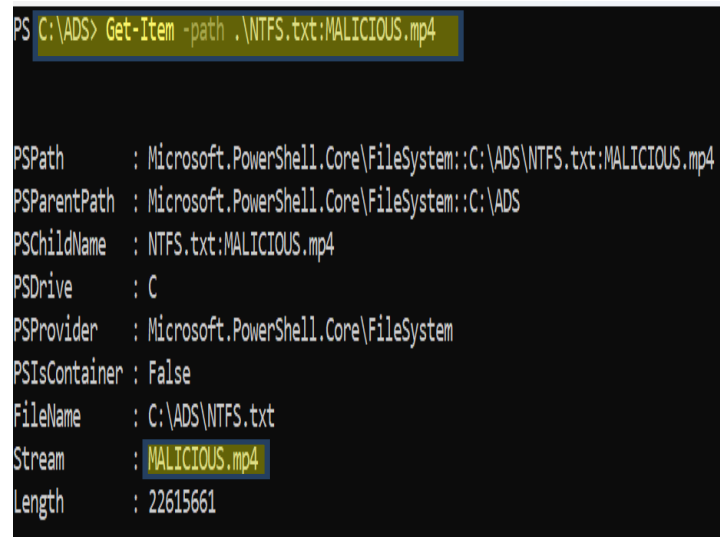 PS C:\ADS> Get-Item -path .\NTFS.txt:MALICIOUS.mp4
PSPath : Microsoft.PowerShell.Core\FileSystem::C:\ADS\NTFS.txt:MALICIOUS.mp4
PSParentPath : Microsoft.PowerShell.Core\FileSystem::C:\ADS
PSChildName : NTFS.txt:MALICIOUS.mp4
PSDrive : C
PSProvider : Microsoft.PowerShell.Core\FileSystem
PSIsContainer : False
FileName : C:\ADS\NTFS.txt
Stream : MALICIOUS.mp4
Length : 22615661